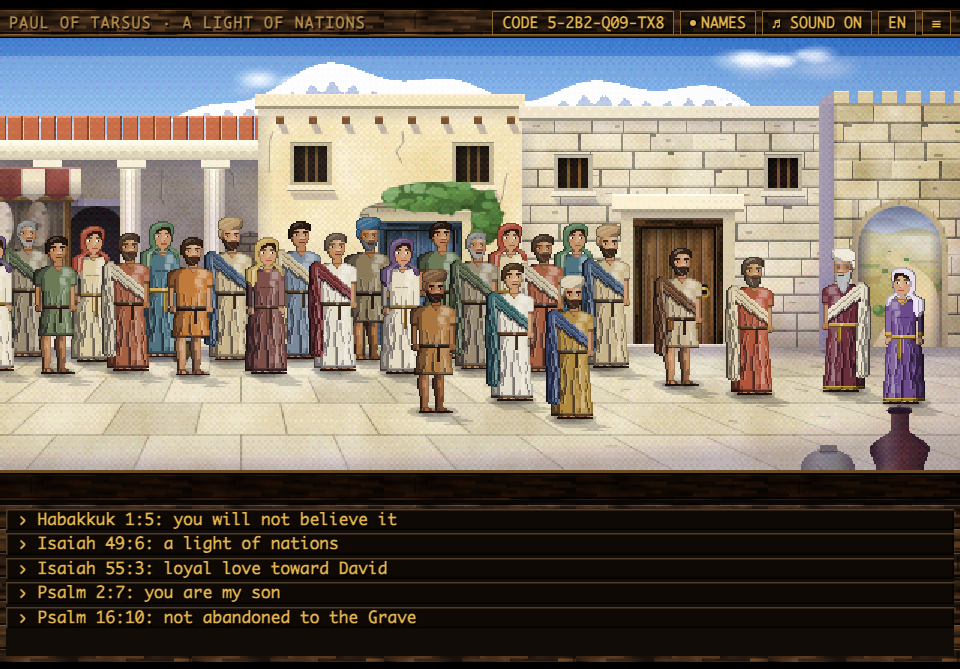 PAUL OF TARSUS · A LIGHT OF NATIONS
CODE 5-2B2-Q09-TX8
• NAMES
♬ SOUND ON
EN
≡
› Habakkuk 1:5: you will not believe it
› Isaiah 49:6: a light of nations
› Isaiah 55:3: loyal love toward David
› Psalm 2:7: you are my son
› Psalm 16:10: not abandoned to the Grave